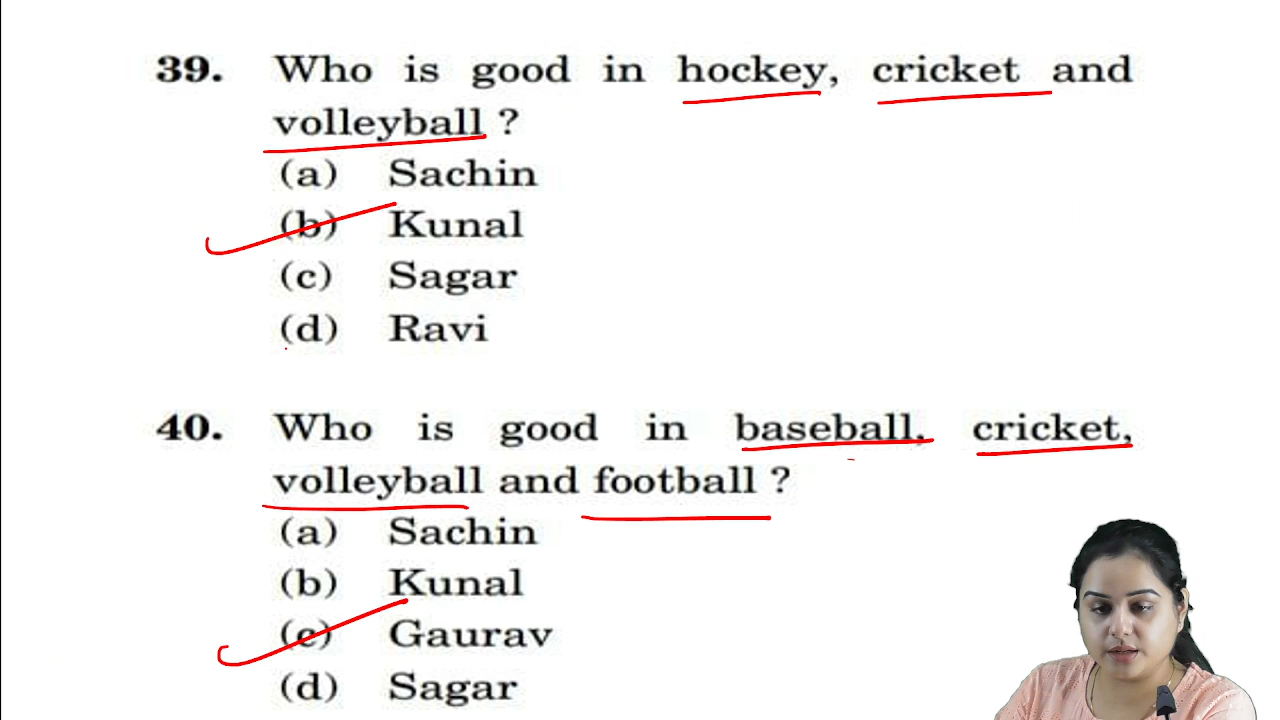 39. Who is good in hockey, cricket and
volleyball ?
(a) Sachin
(b) Kunal
(c) Sagar
(d) Ravi
40. Who is good in baseball, cricket,
volleyball and football ?
(a) Sachin
(b) Kunal
(c) Gaurav
(d) Sagar